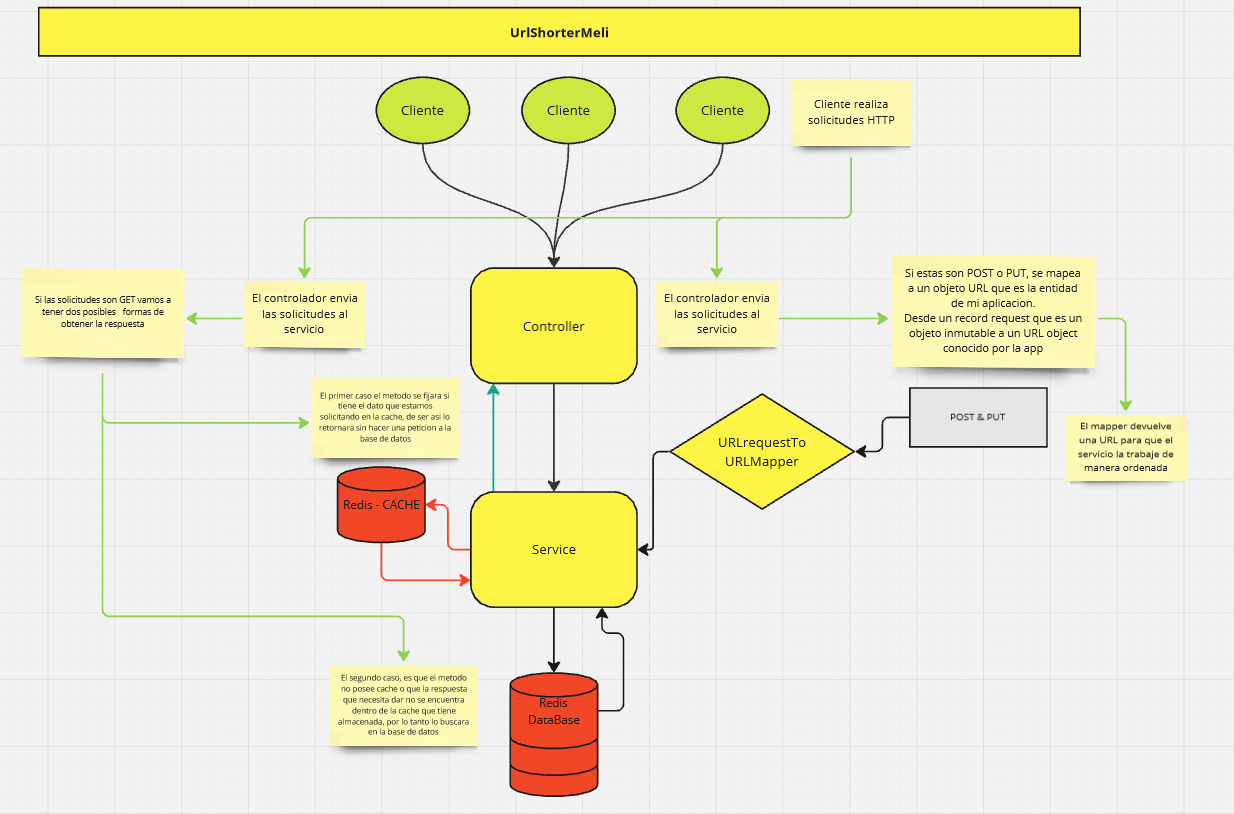 UrlShorterMeli
Cliente
Cliente
Cliente
Cliente realiza
solicitudes HTTP
Si las solicitudes son GET vamos a
tener dos posibles formas de
obtener la respuesta
El controlador envia
las solicitudes al
servicio
Controller
El controlador envia
las solicitudes al
servicio
Si estas son POST o PUT, se mapea
a un objeto URL que es la entidad
de mi aplicacion.
Desde un record request que es un
objeto inmutable a un URL object
conocido por la app
El primer caso el metodo se fijara si
tiene el dato que estamos
solicitando en la cache, de ser asi lo
retornara sin hacer una peticion a la
base de datos
URLrequestTo
URLMapper
POST & PUT
El mapper devuelve
una URL para que el
servicio la trabaje de
manera ordenada
Redis - CACHE
Service
El segundo caso, es que el metodo
no posee cache o que la respuesta
que necesita dar no se encuentra
dentro de la cache que tiene
almacenada, por lo tanto lo buscara
en la base de datos
Redis
DataBase